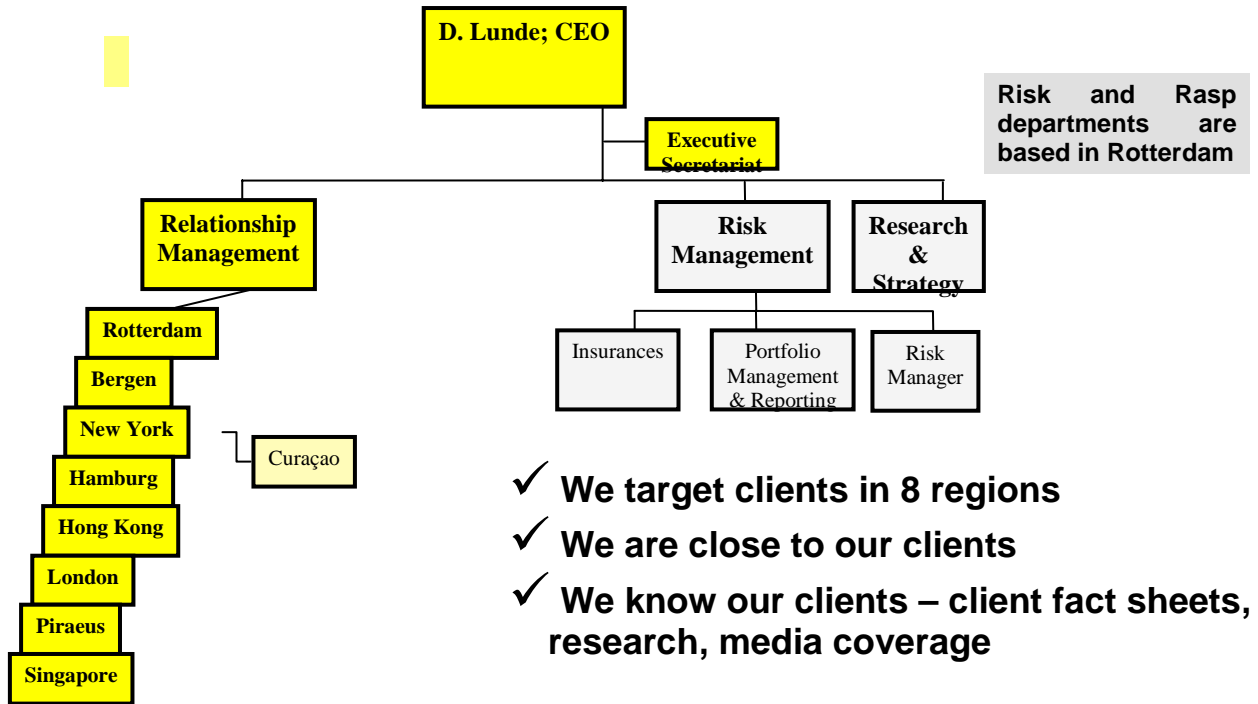 D. Lunde; CEO
Risk and Rasp
departments are
based in Rotterdam
Executive
Secretariat
Relationship
Management
Risk
Management
Research
&
Strategy
Rotterdam
Bergen
New York
Hamburg
Hong Kong
London
Piraeus
Singapore
Curaçao
Insurances
Portfolio
Management
& Reporting
Risk
Manager
✓ We target clients in 8 regions
✓ We are close to our clients
✓ We know our clients – client fact sheets,
research, media coverage